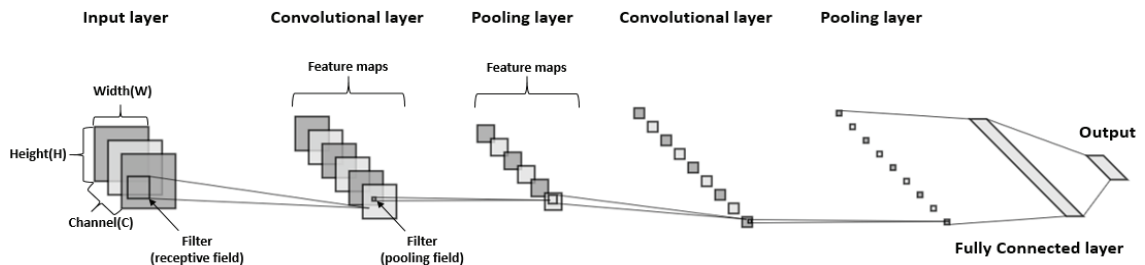 Input layer
Convolutional layer
Pooling layer
Convolutional layer
Pooling layer
Feature maps
Feature maps
Width(W)
Height(H)
Channel(C)
Filter
(receptive field)
Filter
(pooling field)
Output
Fully Connected layer